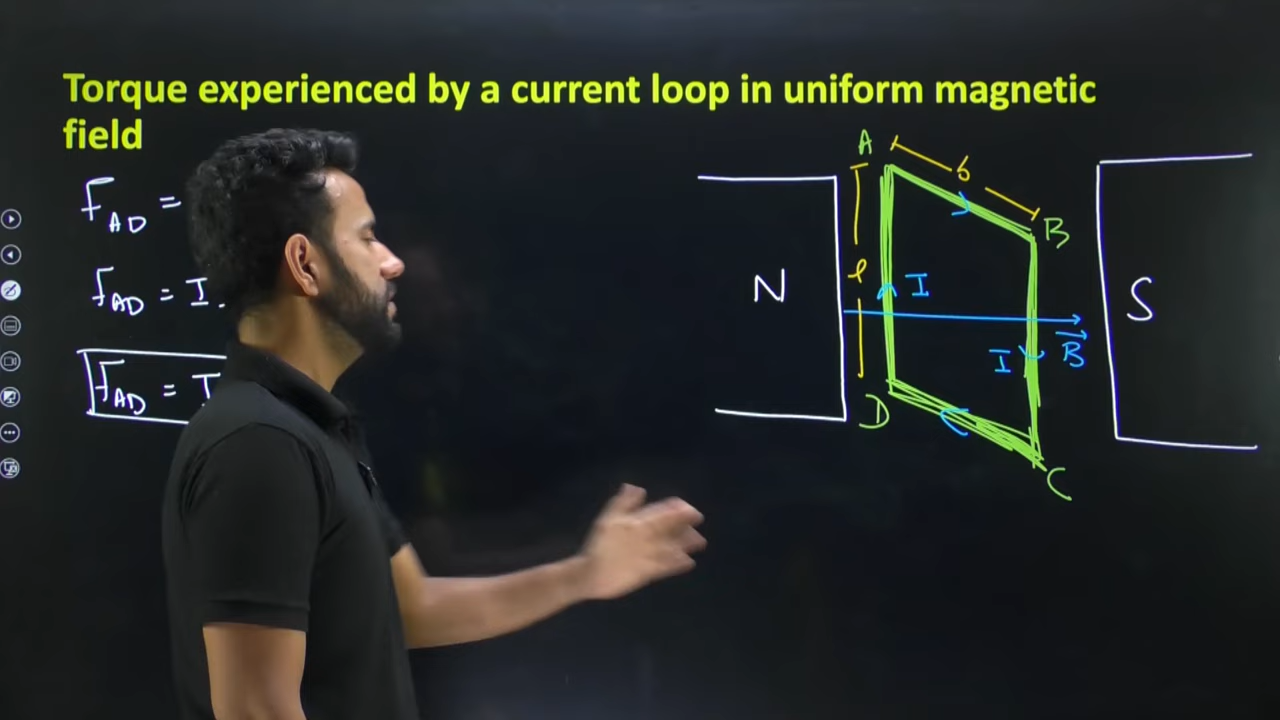 Torque experienced by a current loop in uniform magnetic
field
F_AD =
F_AD = I.
F_AD = I
N
S
A
b
B
l
I
I
B⃗
D
C